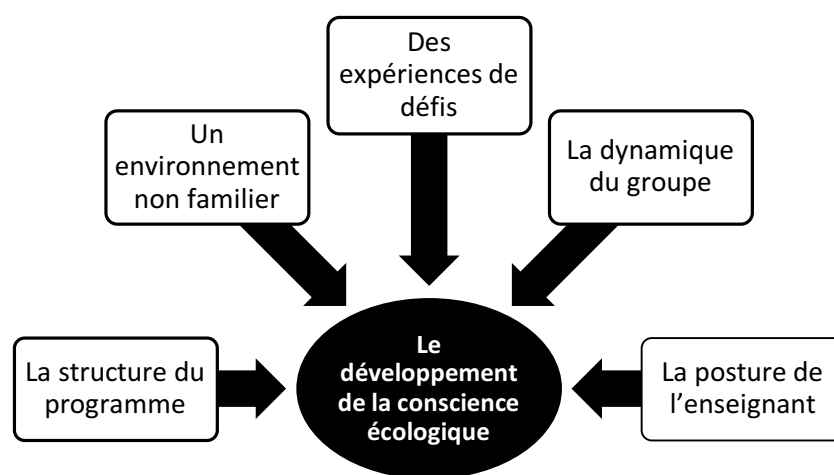 Des
expériences de
défis
Un
environnement
non familier
La dynamique
du groupe
La structure du
programme
Le
développement
de la conscience
écologique
La posture de
l’enseignant